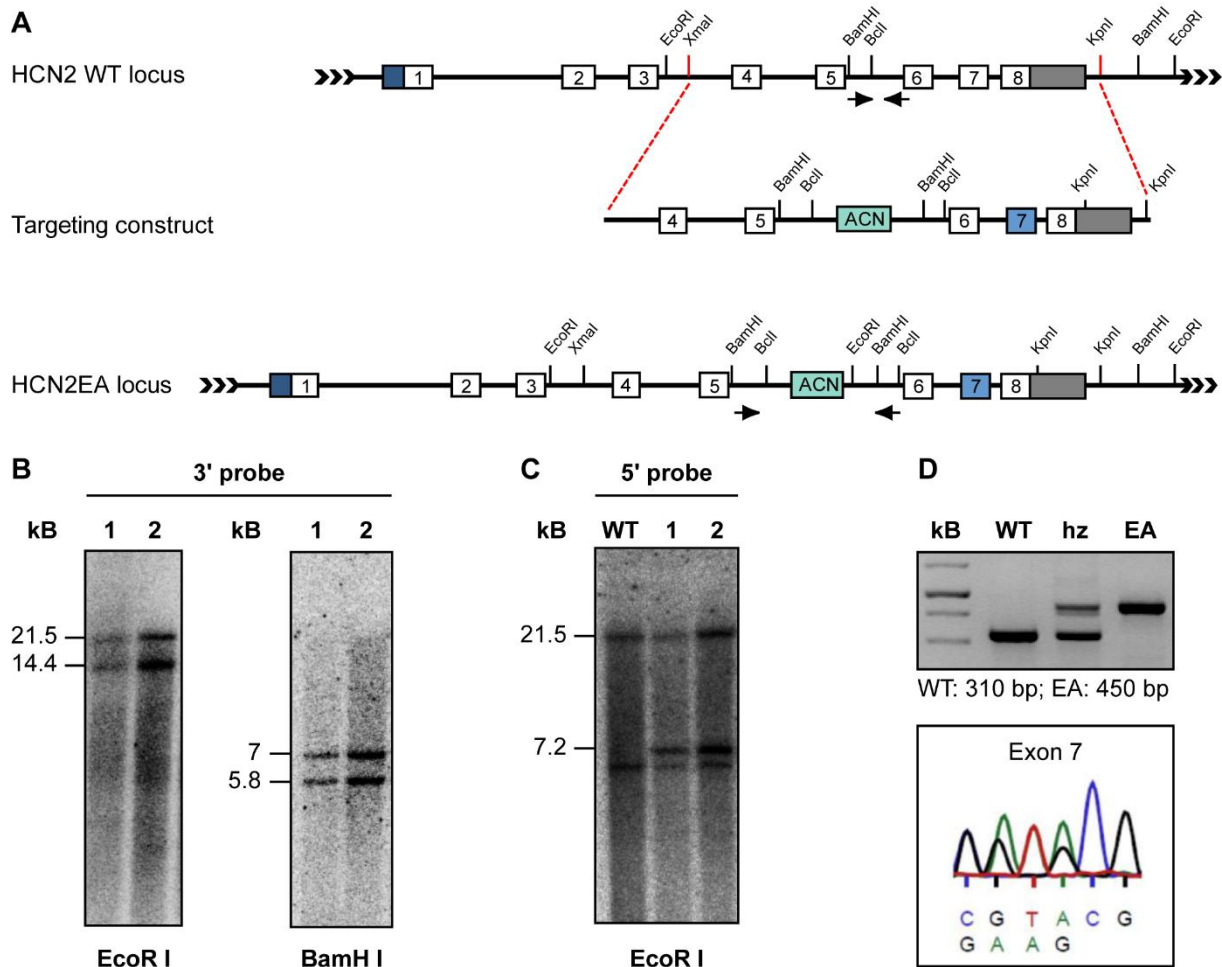 A
EcoRI
XmaI
BamHI
BclI
KpnI
BamHI
EcoRI
HCN2 WT locus
1 2 3 4 5 6 7 8
BamHI
BclI
BamHI
BclI
KpnI
KpnI
Targeting construct
4 5 ACN 6 7 8
EcoRI
XmaI
BamHI
BclI
EcoRI
BamHI
BclI
KpnI
KpnI
BamHI
EcoRI
HCN2EA locus
1 2 3 4 5 ACN 6 7 8
B
3' probe
kB 1 2
21.5
14.4
EcoR I
kB 1 2
7
5.8
BamH I
C
5' probe
kB WT 1 2
21.5
7.2
EcoR I
D
kB WT hz EA
WT: 310 bp; EA: 450 bp
Exon 7
C G T A C G
G A A G